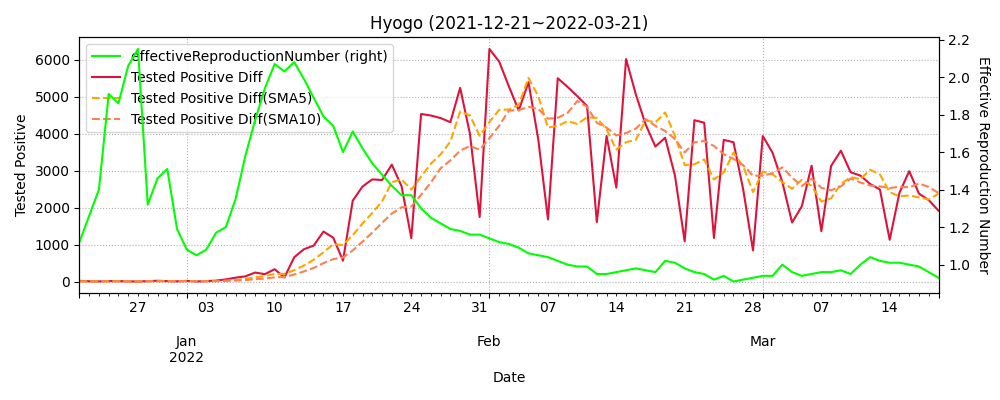 Hyogo (2021-12-21~2022-03-21)
effectiveReproductionNumber (right)
Tested Positive Diff
Tested Positive Diff(SMA5)
Tested Positive Diff(SMA10)
Tested Positive
6000
5000
4000
3000
2000
1000
0
2.2
2.0
1.8
1.6
1.4
1.2
1.0
Effective Reproduction Number
27 03 10 17 24 31 07 14 21 28 07 14
Jan Feb Mar
2022
Date